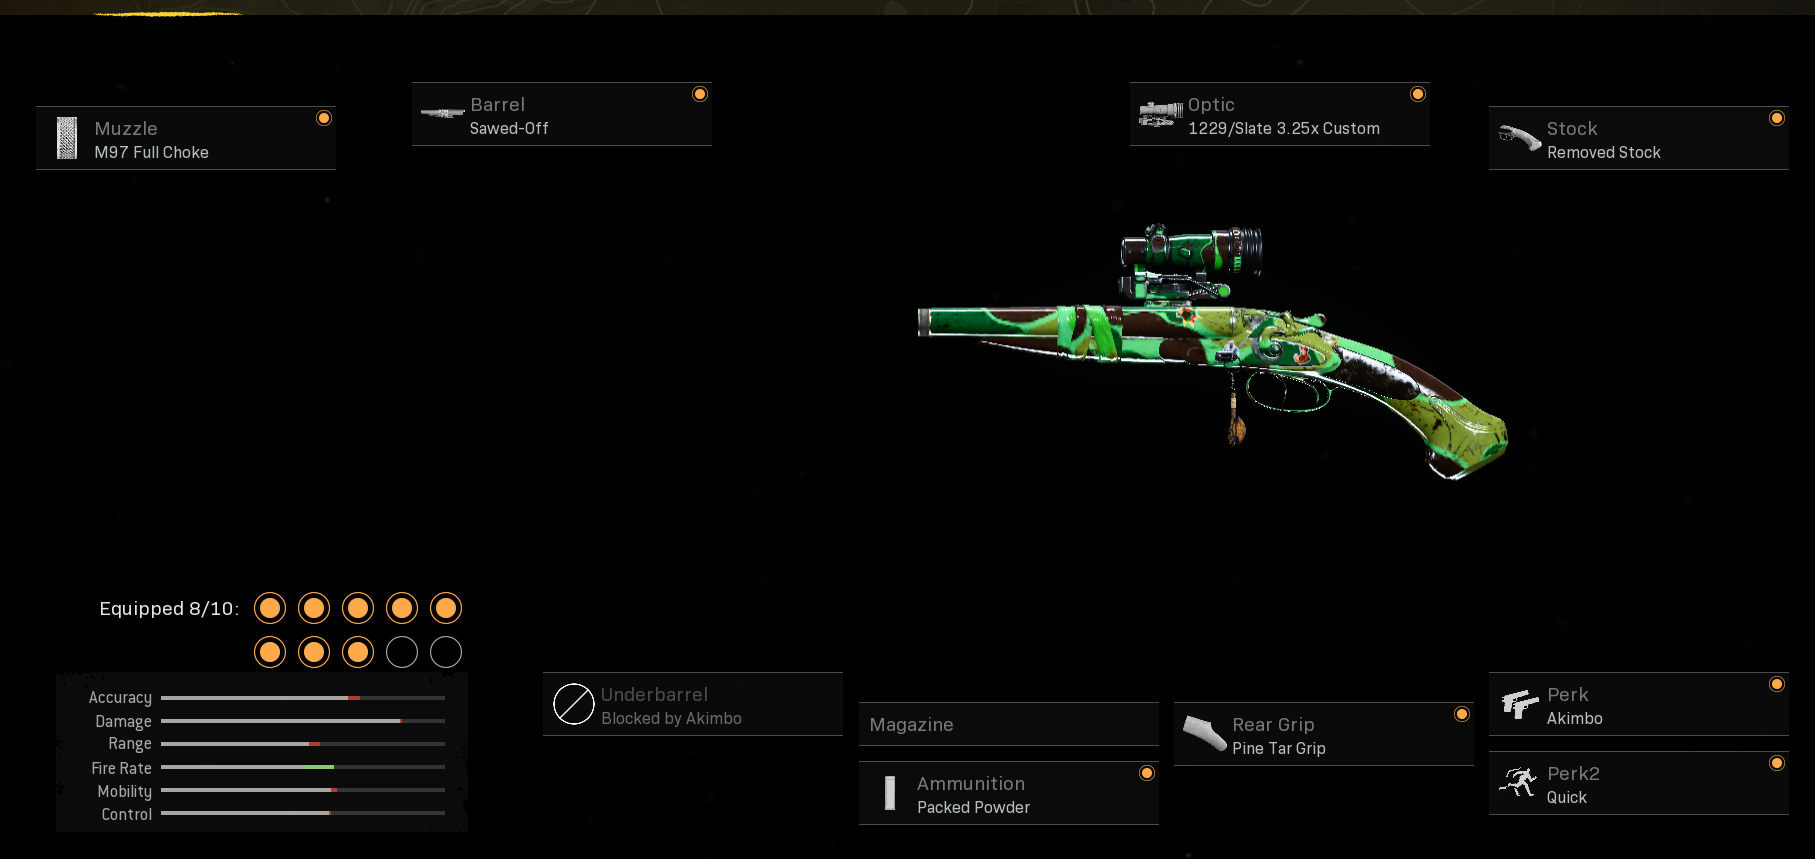 Muzzle
M97 Full Choke
Barrel
Sawed-Off
Optic
1229/Slate 3.25x Custom
Stock
Removed Stock
Equipped 8/10:
Accuracy
Damage
Range
Fire Rate
Mobility
Control
Underbarrel
Blocked by Akimbo
Magazine
Ammunition
Packed Powder
Rear Grip
Pine Tar Grip
Perk
Akimbo
Perk2
Quick